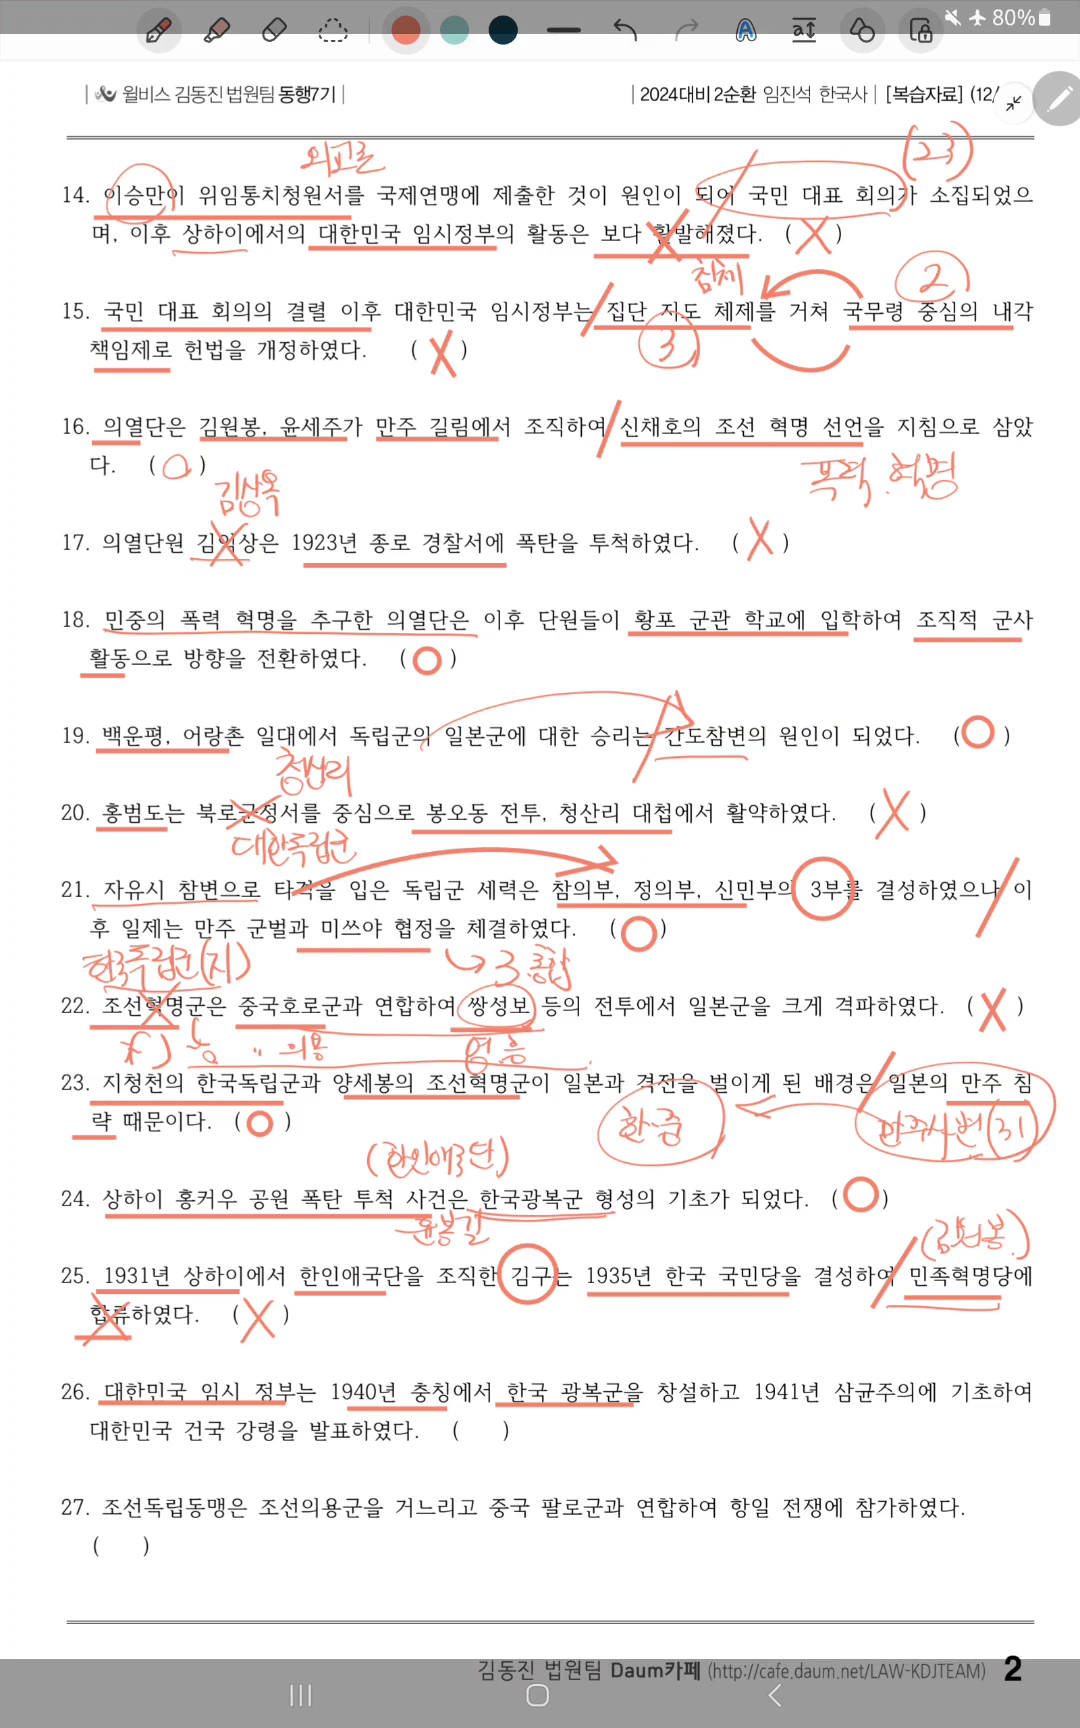 80%
윌비스 김동진 법원팀 동행7기
2024대비 2순환 임진석 한국사 [복습자료] (12/
외교론
(23)
14. 이승만이 위임통치청원서를 국제연맹에 제출한 것이 원인이 되어 국민 대표 회의가 소집되었으
며, 이후 상하이에서의 대한민국 임시정부의 활동은 보다 활발해졌다. ( X )
침체
2
15. 국민 대표 회의의 결렬 이후 대한민국 임시정부는 집단 지도 체제를 거쳐 국무령 중심의 내각
책임제로 헌법을 개정하였다. ( X )
3
16. 의열단은 김원봉, 윤세주가 만주 길림에서 조직하여 신채호의 조선 혁명 선언을 지침으로 삼았
다. ( O )
폭력. 혁명
김상옥
17. 의열단원 김익상은 1923년 종로 경찰서에 폭탄을 투척하였다. ( X )
18. 민중의 폭력 혁명을 추구한 의열단은 이후 단원들이 황포 군관 학교에 입학하여 조직적 군사
활동으로 방향을 전환하였다. ( O )
19. 백운평, 어랑촌 일대에서 독립군의 일본군에 대한 승리는 간도참변의 원인이 되었다. ( O )
청산리
20. 홍범도는 북로군정서를 중심으로 봉오동 전투, 청산리 대첩에서 활약하였다. ( X )
대한독립군
21. 자유시 참변으로 타격을 입은 독립군 세력은 참의부, 정의부, 신민부의 3부를 결성하였으나 이
후 일제는 만주 군벌과 미쓰야 협정을 체결하였다. ( O )
한국독립군(지)
3.통합
22. 조선혁명군은 중국호로군과 연합하여 쌍성보 등의 전투에서 일본군을 크게 격파하였다. ( X )
" 의용
영.흥
23. 지청천의 한국독립군과 양세봉의 조선혁명군이 일본과 격전을 벌이게 된 배경은 일본의 만주 침
략 때문이다. ( O )
한·중
만주사변(31)
(한인애국단)
24. 상하이 홍커우 공원 폭탄 투척 사건은 한국광복군 형성의 기초가 되었다. ( O )
윤봉길
(김원봉.)
25. 1931년 상하이에서 한인애국단을 조직한 김구는 1935년 한국 국민당을 결성하여 민족혁명당에
합류하였다. ( X )
26. 대한민국 임시 정부는 1940년 충칭에서 한국 광복군을 창설하고 1941년 삼균주의에 기초하여
대한민국 건국 강령을 발표하였다. ( )
27. 조선독립동맹은 조선의용군을 거느리고 중국 팔로군과 연합하여 항일 전쟁에 참가하였다.
( )
김동진 법원팀 Daum카페 (http://cafe.daum.net/LAW-KDJTEAM) 2